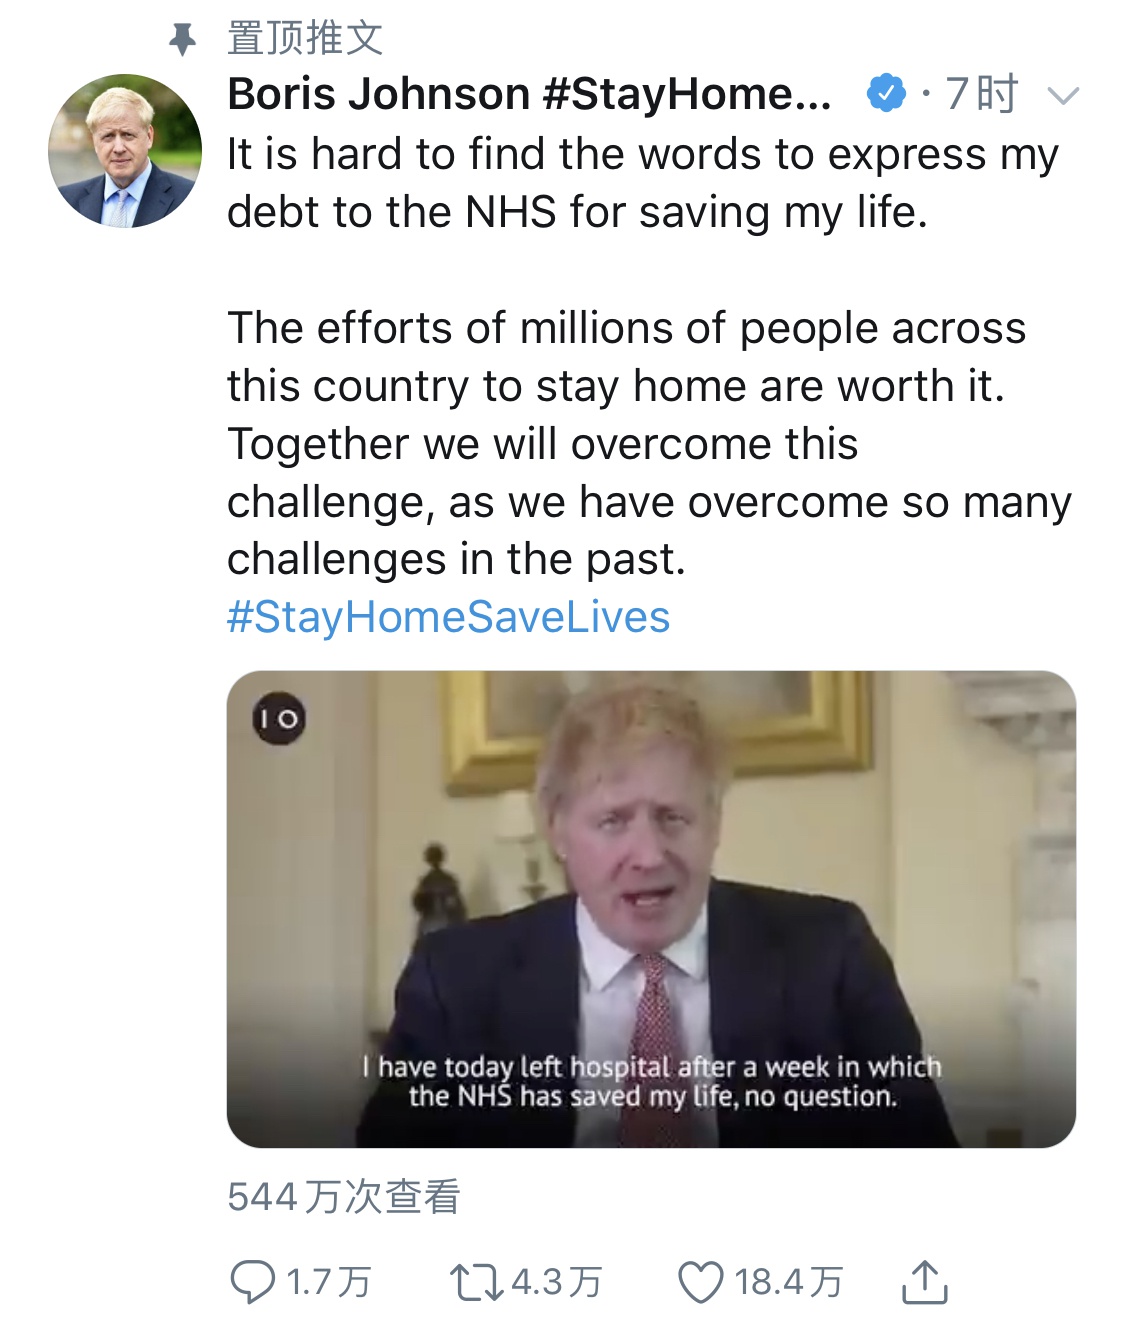 置顶推文
Boris Johnson #StayHome... · 7时
It is hard to find the words to express my
debt to the NHS for saving my life.
The efforts of millions of people across
this country to stay home are worth it.
Together we will overcome this
challenge, as we have overcome so many
challenges in the past.
#StayHomeSaveLives
10
I have today left hospital after a week in which
the NHS has saved my life, no question.
544万次查看
1.7万 4.3万 18.4万